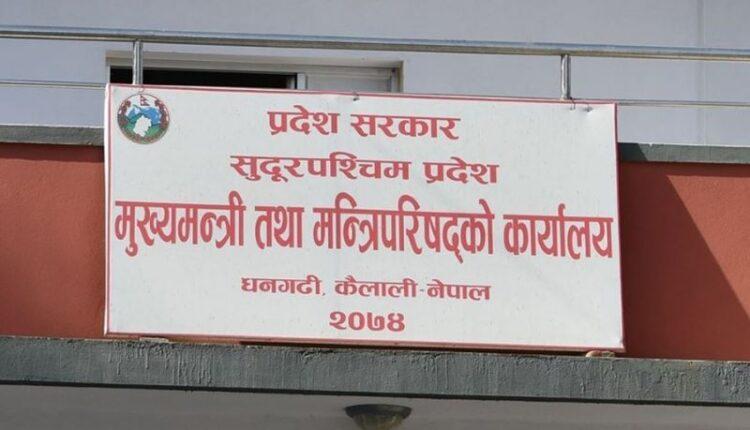 प्रदेश सरकार
सुदूरपश्चिम प्रदेश
मुख्यमन्त्री तथा मन्त्रिपरिषद्को कार्यालय
धनगढी, कैलाली-नेपाल
२०७४